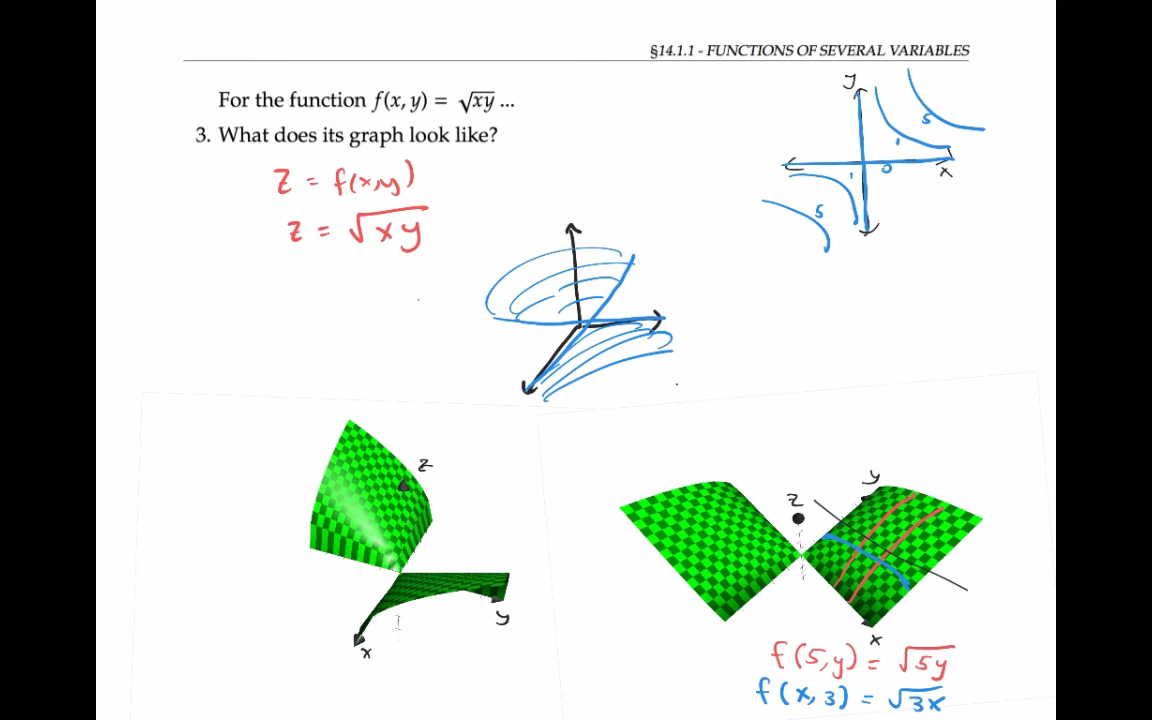 §14.1.1 - FUNCTIONS OF SEVERAL VARIABLES
For the function f(x, y) = √xy ...
3. What does its graph look like?
z = f(x,y)
z = √xy
y
5
1
0
x
1
5
z
y
x
z
y
x
f(5,y) = √5y
f(x,3) = √3x